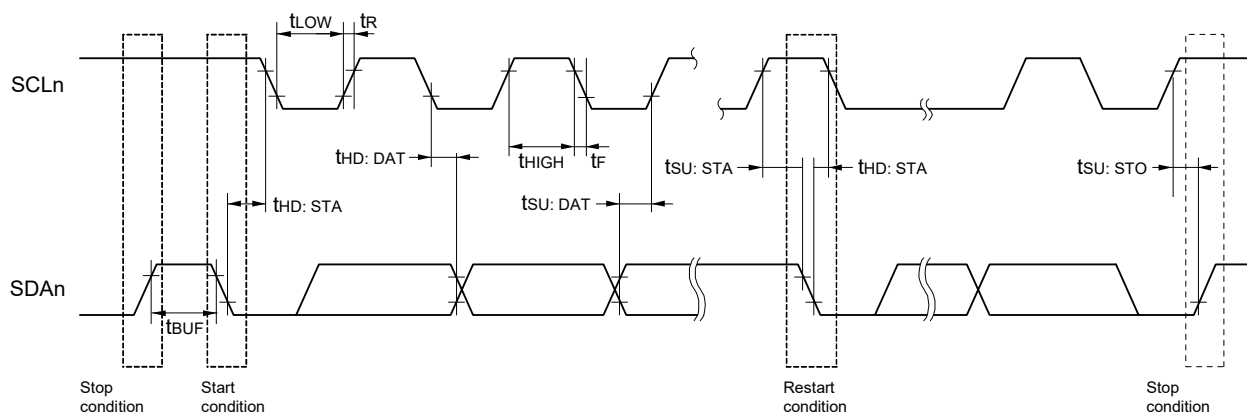 tLOW
tR
SCLn
tHD: DAT
tHIGH
tF
tSU: STA
tHD: STA
tSU: STO
tHD: STA
tSU: DAT
SDAn
tBUF
Stop
condition
Start
condition
Restart
condition
Stop
condition